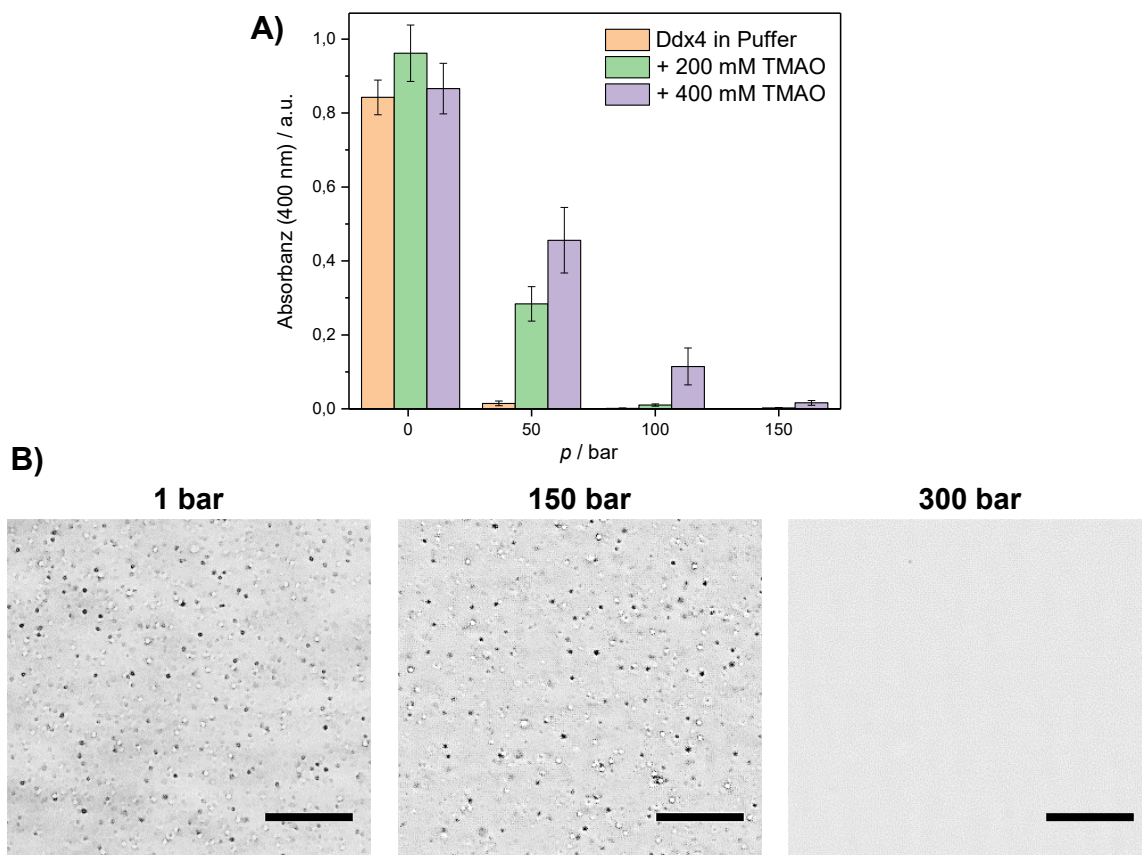 A)
Absorbanz (400 nm) / a.u.
1,0
0,8
0,6
0,4
0,2
0,0
Ddx4 in Puffer
+ 200 mM TMAO
+ 400 mM TMAO
0 50 100 150
p / bar
B)
1 bar 150 bar 300 bar